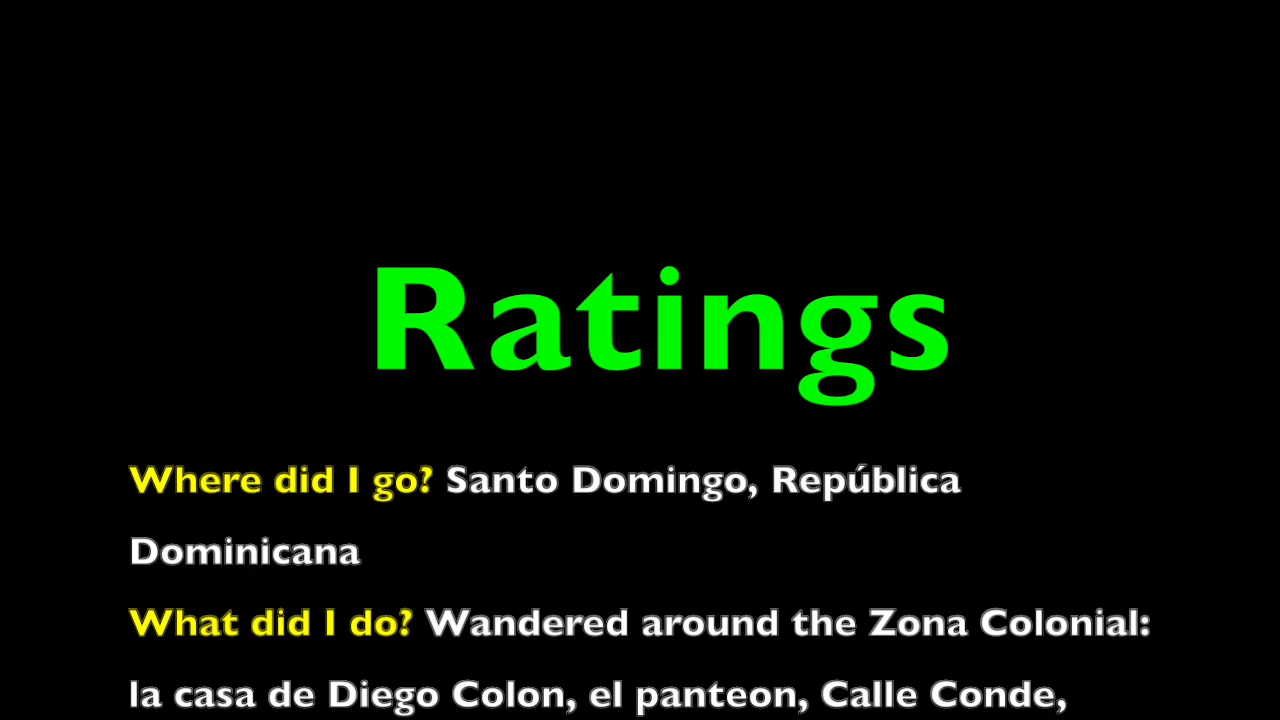 Ratings
Where did I go? Santo Domingo, República
Dominicana
What did I do? Wandered around the Zona Colonial:
la casa de Diego Colon, el panteon, Calle Conde,